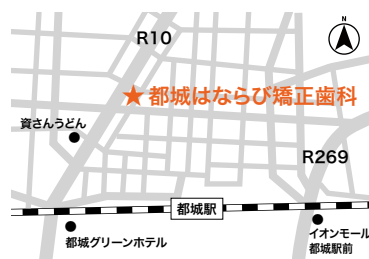 N
R10
★ 都城はならび矯正歯科
資さんうどん
R269
都城駅
都城グリーンホテル
イオンモール
都城駅前